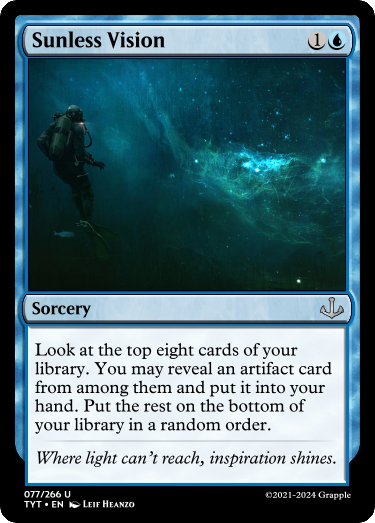 Sunless Vision 1
Sorcery
Look at the top eight cards of your
library. You may reveal an artifact card
from among them and put it into your
hand. Put the rest on the bottom of
your library in a random order.
Where light can't reach, inspiration shines.
077/266 U
TYT • EN Leif Heanzo
©2021-2024 Grapple